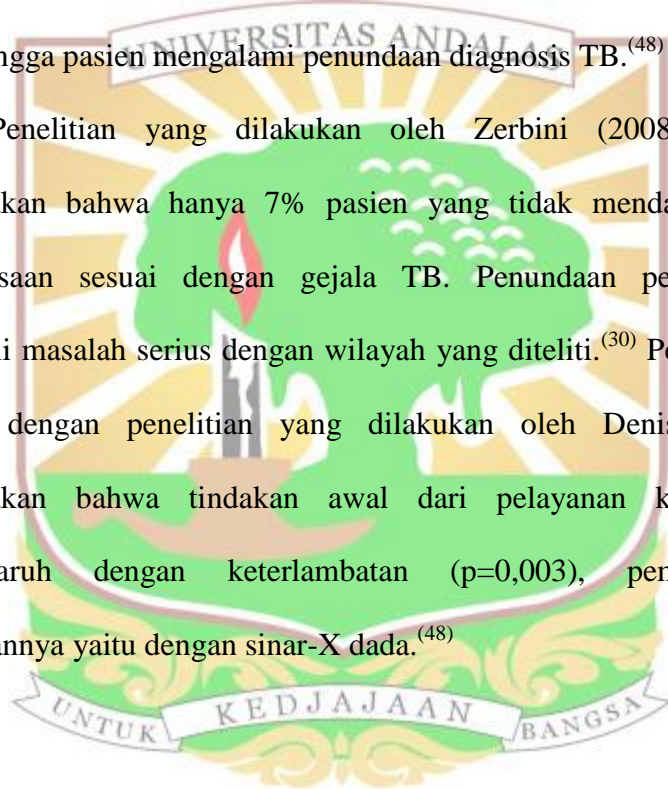 UNIVERSITAS ANDALAS
ngga pasien mengalami penundaan diagnosis TB.(48)
Penelitian yang dilakukan oleh Zerbini (2008
akan bahwa hanya 7% pasien yang tidak menda
saan sesuai dengan gejala TB. Penundaan pe
i masalah serius dengan wilayah yang diteliti.(30) Pe
dengan penelitian yang dilakukan oleh Denis
akan bahwa tindakan awal dari pelayanan k
aruh dengan keterlambatan (p=0,003), pen
annya yaitu dengan sinar-X dada.(48)
UNTUK KEDJAJAAN BANGSA